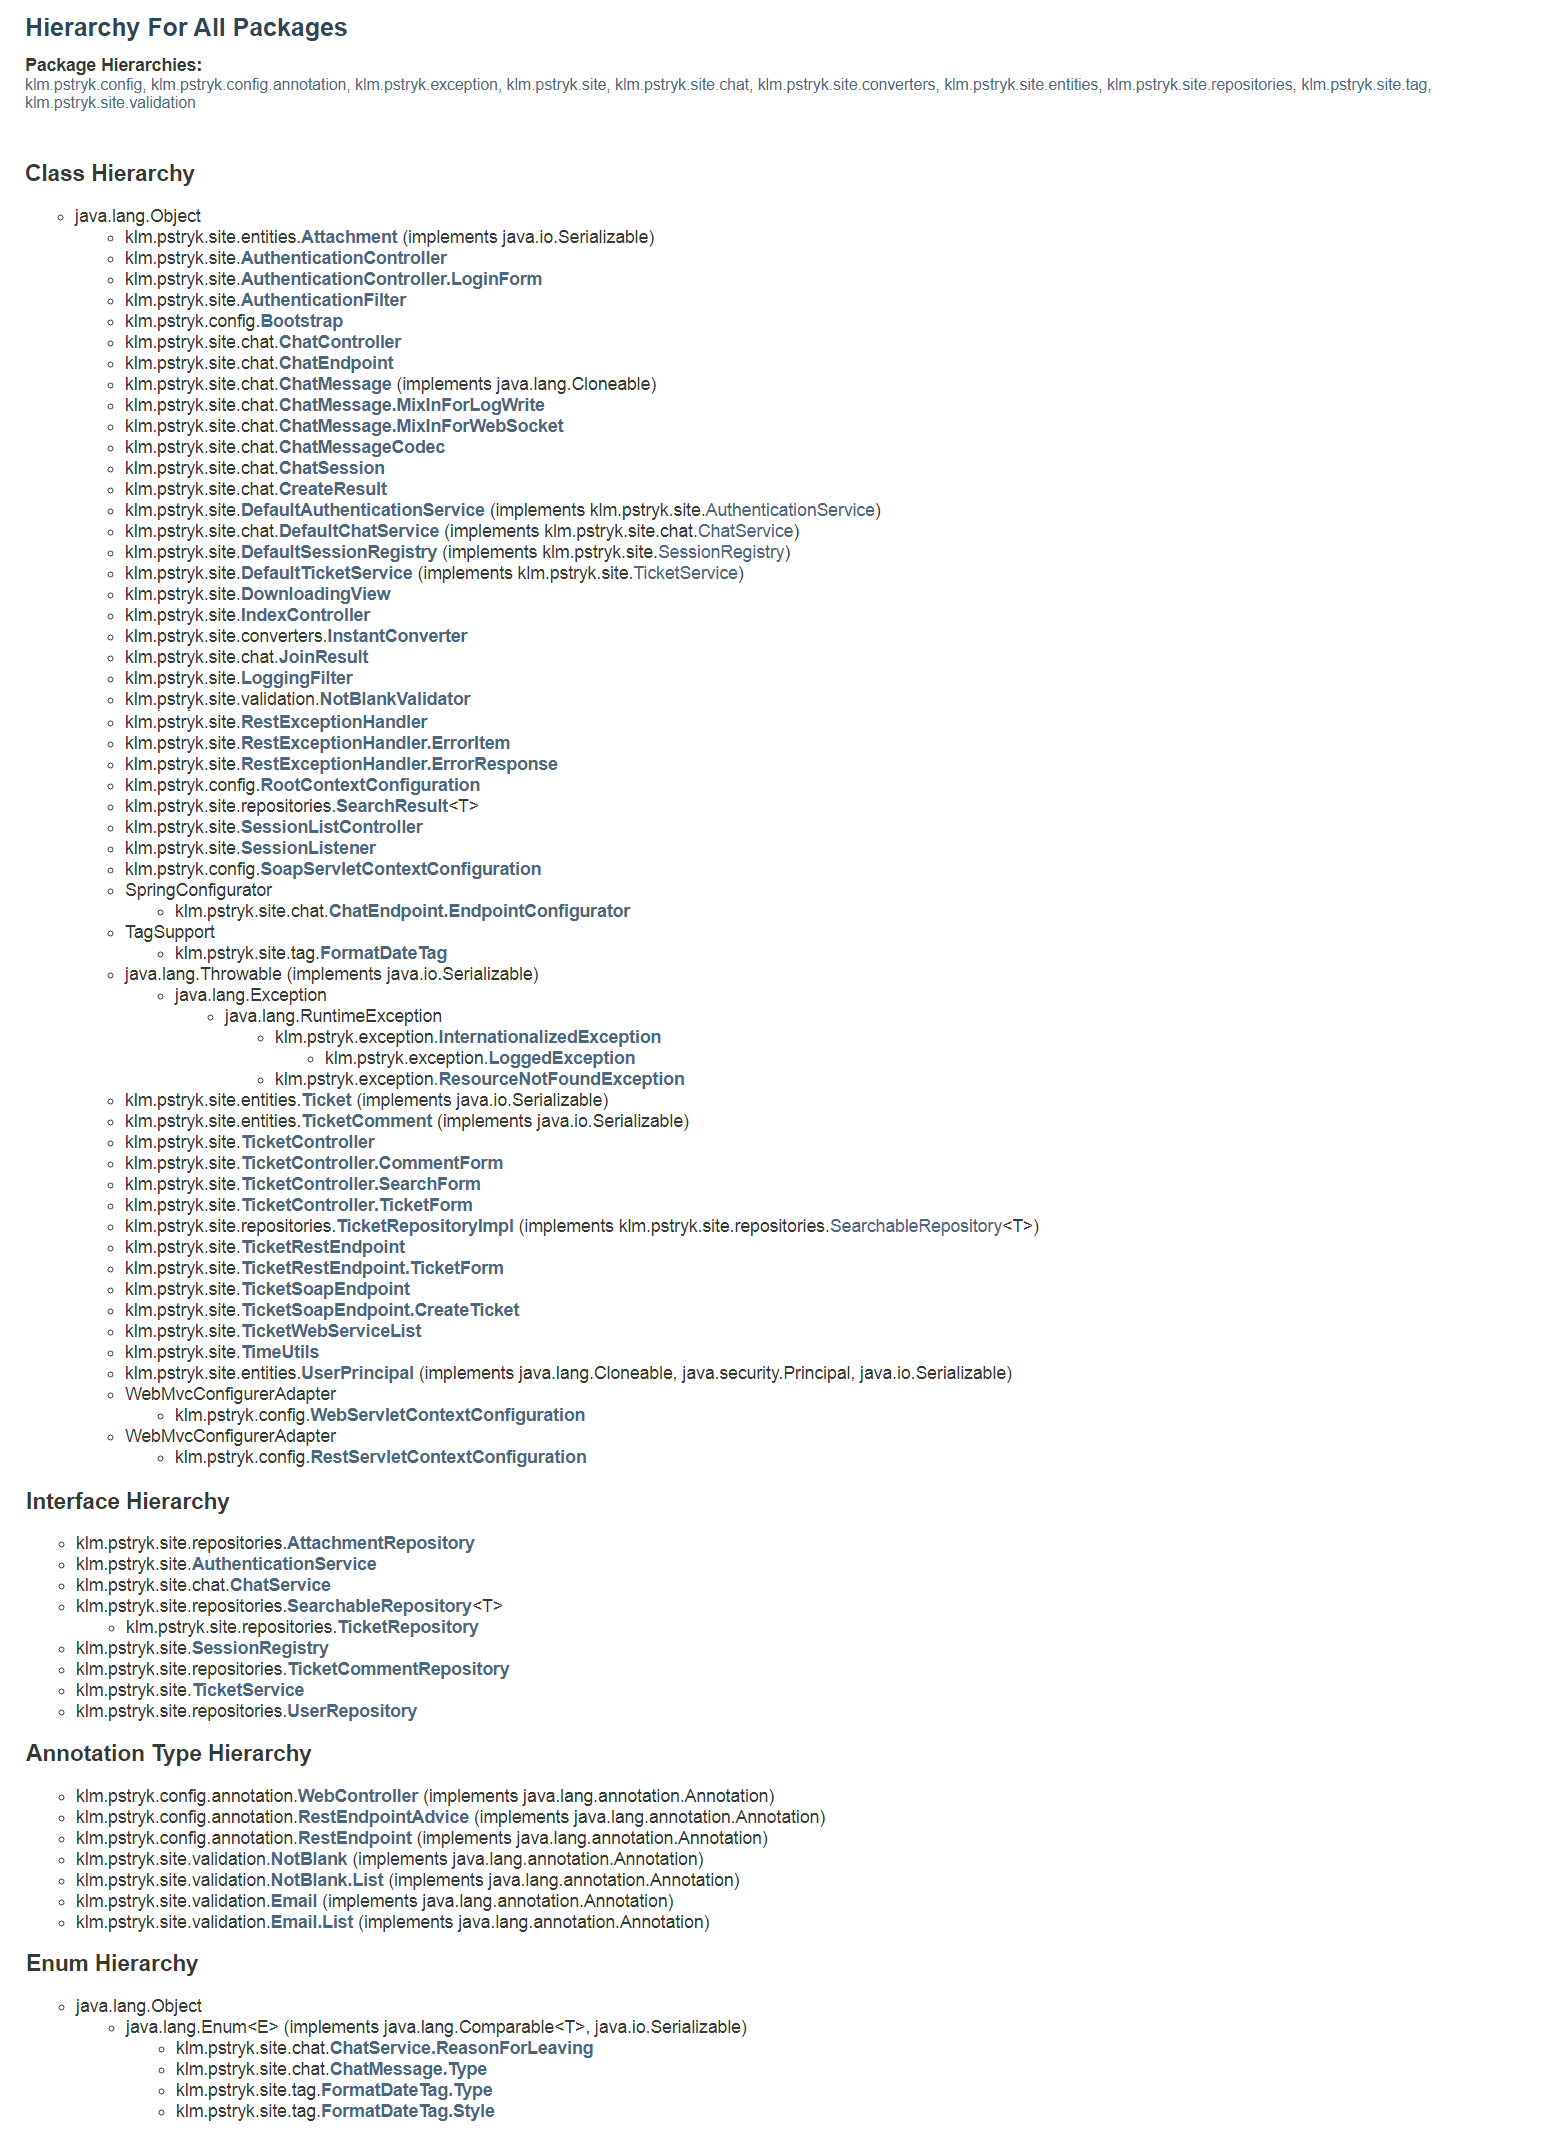 Hierarchy For All Packages
Package Hierarchies:
klm.pstryk.config, klm.pstryk.config.annotation, klm.pstryk.exception, klm.pstryk.site, klm.pstryk.site.chat, klm.pstryk.site.converters, klm.pstryk.site.entities, klm.pstryk.site.repositories, klm.pstryk.site.tag,
klm.pstryk.site.validation
Class Hierarchy
java.lang.Object
klm.pstryk.site.entities.Attachment (implements java.io.Serializable)
klm.pstryk.site.AuthenticationController
klm.pstryk.site.AuthenticationController.LoginForm
klm.pstryk.site.AuthenticationFilter
klm.pstryk.config.Bootstrap
klm.pstryk.site.chat.ChatController
klm.pstryk.site.chat.ChatEndpoint
klm.pstryk.site.chat.ChatMessage (implements java.lang.Cloneable)
klm.pstryk.site.chat.ChatMessage.MixInForLogWrite
klm.pstryk.site.chat.ChatMessage.MixInForWebSocket
klm.pstryk.site.chat.ChatMessageCodec
klm.pstryk.site.chat.ChatSession
klm.pstryk.site.chat.CreateResult
klm.pstryk.site.DefaultAuthenticationService (implements klm.pstryk.site.AuthenticationService)
klm.pstryk.site.chat.DefaultChatService (implements klm.pstryk.site.chat.ChatService)
klm.pstryk.site.DefaultSessionRegistry (implements klm.pstryk.site.SessionRegistry)
klm.pstryk.site.DefaultTicketService (implements klm.pstryk.site.TicketService)
klm.pstryk.site.DownloadingView
klm.pstryk.site.IndexController
klm.pstryk.site.converters.InstantConverter
klm.pstryk.site.chat.JoinResult
klm.pstryk.site.LoggingFilter
klm.pstryk.site.validation.NotBlankValidator
klm.pstryk.site.RestExceptionHandler
klm.pstryk.site.RestExceptionHandler.ErrorItem
klm.pstryk.site.RestExceptionHandler.ErrorResponse
klm.pstryk.config.RootContextConfiguration
klm.pstryk.site.repositories.SearchResult<T>
klm.pstryk.site.SessionListController
klm.pstryk.site.SessionListener
klm.pstryk.config.SoapServletContextConfiguration
SpringConfigurator
klm.pstryk.site.chat.ChatEndpoint.EndpointConfigurator
TagSupport
klm.pstryk.site.tag.FormatDateTag
java.lang.Throwable (implements java.io.Serializable)
java.lang.Exception
java.lang.RuntimeException
klm.pstryk.exception.InternationalizedException
klm.pstryk.exception.LoggedException
klm.pstryk.exception.ResourceNotFoundException
klm.pstryk.site.entities.Ticket (implements java.io.Serializable)
klm.pstryk.site.entities.TicketComment (implements java.io.Serializable)
klm.pstryk.site.TicketController
klm.pstryk.site.TicketController.CommentForm
klm.pstryk.site.TicketController.SearchForm
klm.pstryk.site.TicketController.TicketForm
klm.pstryk.site.repositories.TicketRepositoryImpl (implements klm.pstryk.site.repositories.SearchableRepository<T>)
klm.pstryk.site.TicketRestEndpoint
klm.pstryk.site.TicketRestEndpoint.TicketForm
klm.pstryk.site.TicketSoapEndpoint
klm.pstryk.site.TicketSoapEndpoint.CreateTicket
klm.pstryk.site.TicketWebServiceList
klm.pstryk.site.TimeUtils
klm.pstryk.site.entities.UserPrincipal (implements java.lang.Cloneable, java.security.Principal, java.io.Serializable)
WebMvcConfigurerAdapter
klm.pstryk.config.WebServletContextConfiguration
WebMvcConfigurerAdapter
klm.pstryk.config.RestServletContextConfiguration
Interface Hierarchy
klm.pstryk.site.repositories.AttachmentRepository
klm.pstryk.site.AuthenticationService
klm.pstryk.site.chat.ChatService
klm.pstryk.site.repositories.SearchableRepository<T>
klm.pstryk.site.repositories.TicketRepository
klm.pstryk.site.SessionRegistry
klm.pstryk.site.repositories.TicketCommentRepository
klm.pstryk.site.TicketService
klm.pstryk.site.repositories.UserRepository
Annotation Type Hierarchy
klm.pstryk.config.annotation.WebController (implements java.lang.annotation.Annotation)
klm.pstryk.config.annotation.RestEndpointAdvice (implements java.lang.annotation.Annotation)
klm.pstryk.config.annotation.RestEndpoint (implements java.lang.annotation.Annotation)
klm.pstryk.site.validation.NotBlank (implements java.lang.annotation.Annotation)
klm.pstryk.site.validation.NotBlank.List (implements java.lang.annotation.Annotation)
klm.pstryk.site.validation.Email (implements java.lang.annotation.Annotation)
klm.pstryk.site.validation.Email.List (implements java.lang.annotation.Annotation)
Enum Hierarchy
java.lang.Object
java.lang.Enum<E> (implements java.lang.Comparable<T>, java.io.Serializable)
klm.pstryk.site.chat.ChatService.ReasonForLeaving
klm.pstryk.site.chat.ChatMessage.Type
klm.pstryk.site.tag.FormatDateTag.Type
klm.pstryk.site.tag.FormatDateTag.Style